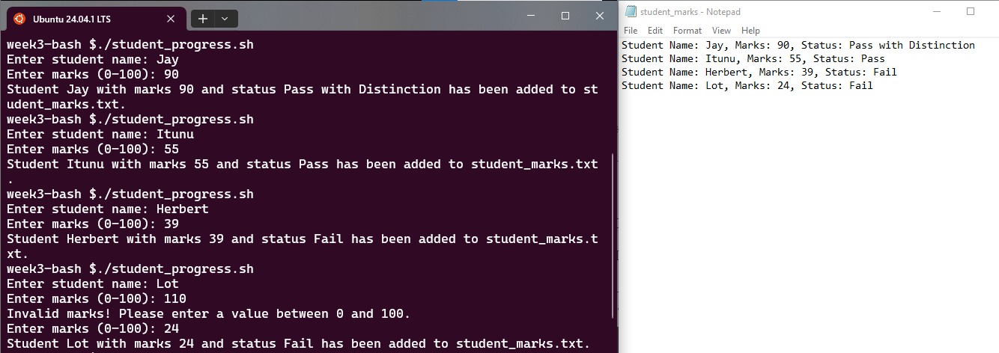 Ubuntu 24.04.1 LTS
week3-bash $./student_progress.sh
Enter student name: Jay
Enter marks (0-100): 90
Student Jay with marks 90 and status Pass with Distinction has been added to st
udent_marks.txt.
week3-bash $./student_progress.sh
Enter student name: Itunu
Enter marks (0-100): 55
Student Itunu with marks 55 and status Pass has been added to student_marks.txt
.
week3-bash $./student_progress.sh
Enter student name: Herbert
Enter marks (0-100): 39
Student Herbert with marks 39 and status Fail has been added to student_marks.t
xt.
week3-bash $./student_progress.sh
Enter student name: Lot
Enter marks (0-100): 110
Invalid marks! Please enter a value between 0 and 100.
Enter marks (0-100): 24
Student Lot with marks 24 and status Fail has been added to student_marks.txt.
student_marks - Notepad
File Edit Format View Help
Student Name: Jay, Marks: 90, Status: Pass with Distinction
Student Name: Itunu, Marks: 55, Status: Pass
Student Name: Herbert, Marks: 39, Status: Fail
Student Name: Lot, Marks: 24, Status: Fail